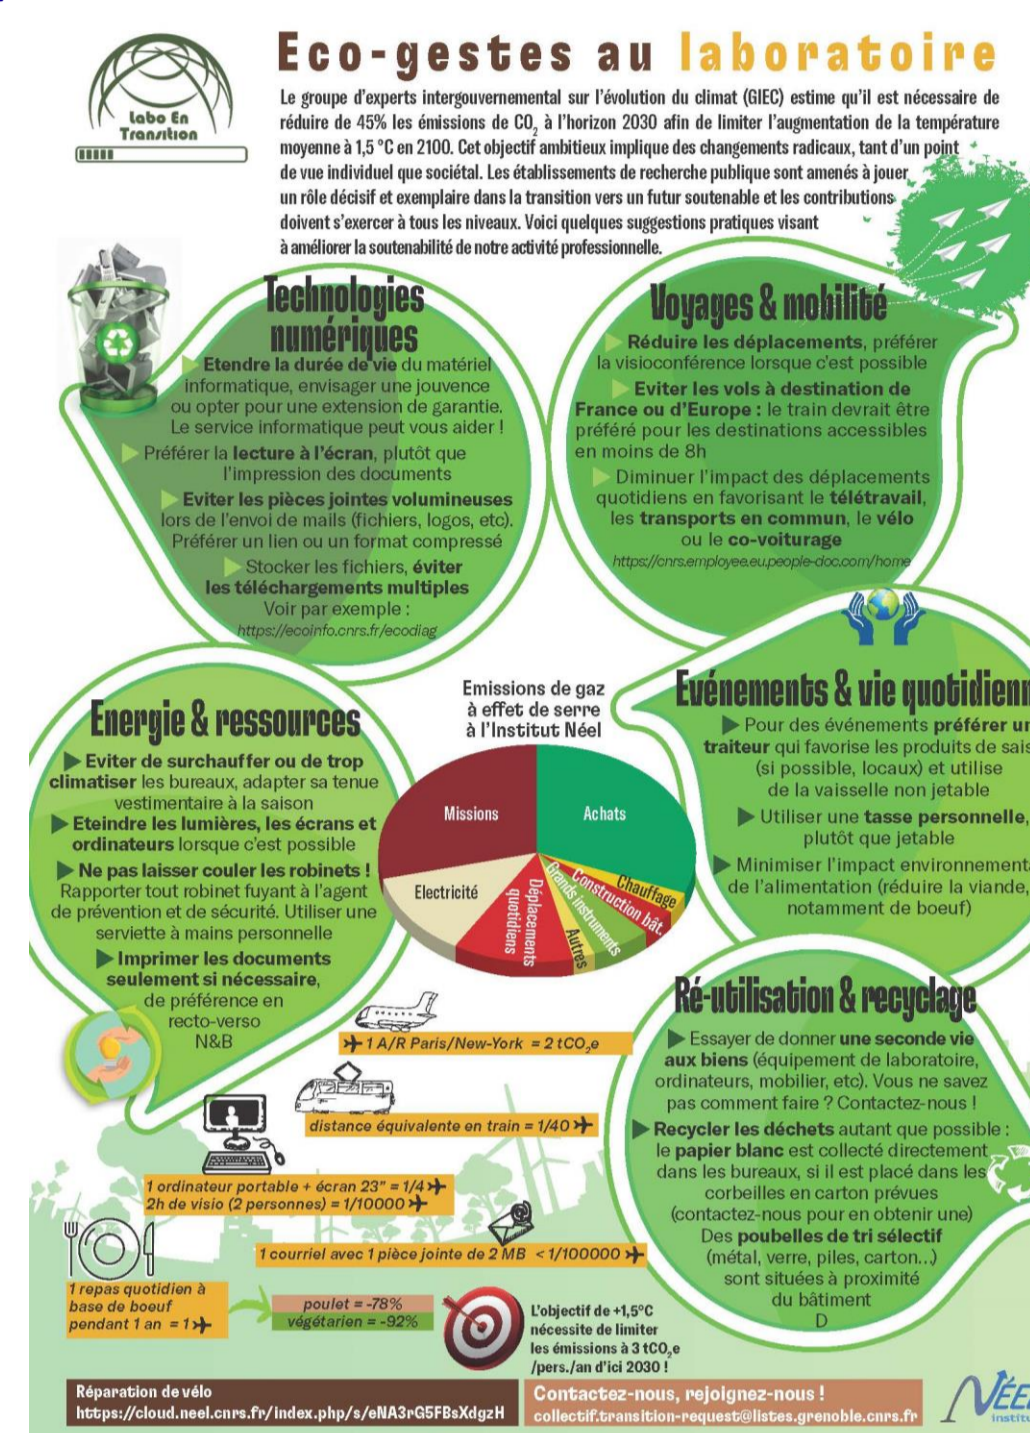 Labo En
Transition
Eco-gestes au laboratoire
Le groupe d'experts intergouvernemental sur l'évolution du climat (GIEC) estime qu'il est nécessaire de
réduire de 45% les émissions de CO₂ à l'horizon 2030 afin de limiter l'augmentation de la température
moyenne à 1,5 °C en 2100. Cet objectif ambitieux implique des changements radicaux, tant d'un point
de vue individuel que sociétal. Les établissements de recherche publique sont amenés à jouer
un rôle décisif et exemplaire dans la transition vers un futur soutenable et les contributions
doivent s'exercer à tous les niveaux. Voici quelques suggestions pratiques visant
à améliorer la soutenabilité de notre activité professionnelle.
Technologies
numériques
Etendre la durée de vie du matériel
informatique, envisager une jouvence
ou opter pour une extension de garantie.
Le service informatique peut vous aider !
Préférer la lecture à l'écran, plutôt que
l'impression des documents
Eviter les pièces jointes volumineuses
lors de l'envoi de mails (fichiers, logos, etc).
Préférer un lien ou un format compressé
Stocker les fichiers, éviter
les téléchargements multiples
Voir par exemple :
https://ecoinfo.cnrs.fr/ecodiag
Voyages & mobilité
Réduire les déplacements, préférer
la visioconférence lorsque c'est possible
Eviter les vols à destination de
France ou d'Europe : le train devrait être
préféré pour les destinations accessibles
en moins de 8h
Diminuer l'impact des déplacements
quotidiens en favorisant le télétravail,
les transports en commun, le vélo
ou le co-voiturage
https://cnrs.employee.eu.people-doc.com/home
Energie & ressources
Eviter de surchauffer ou de trop
climatiser les bureaux, adapter sa tenue
vestimentaire à la saison
Eteindre les lumières, les écrans et
ordinateurs lorsque c'est possible
Ne pas laisser couler les robinets !
Rapporter tout robinet fuyant à l'agent
de prévention et de sécurité. Utiliser une
serviette à mains personnelle
Imprimer les documents
seulement si nécessaire,
de préférence en
recto-verso
N&B
Emissions de gaz
à effet de serre
à l'Institut Néel
Missions
Achats
Electricité
Déplacements
quotidiens
Autres
Grands instruments
Construction bât.
Chauffage
Evénements & vie quotidienn
Pour des événements préférer un
traiteur qui favorise les produits de sais
(si possible, locaux) et utilise
de la vaisselle non jetable
Utiliser une tasse personnelle,
plutôt que jetable
Minimiser l'impact environnementa
de l'alimentation (réduire la viande,
notamment de boeuf)
Ré-utilisation & recyclage
Essayer de donner une seconde vie
aux biens (équipement de laboratoire,
ordinateurs, mobilier, etc). Vous ne savez
pas comment faire ? Contactez-nous !
Recycler les déchets autant que possible :
le papier blanc est collecté directement
dans les bureaux, si il est placé dans les
corbeilles en carton prévues
(contactez-nous pour en obtenir une)
Des poubelles de tri sélectif
(métal, verre, piles, carton...)
sont situées à proximité
du bâtiment
D
1 A/R Paris/New-York = 2 tCO₂e
distance équivalente en train = 1/40
1 ordinateur portable + écran 23" = 1/4
2h de visio (2 personnes) = 1/10000
1 courriel avec 1 pièce jointe de 2 MB < 1/100000
1 repas quotidien à
base de boeuf
pendant 1 an = 1
poulet = -78%
végétarien = -92%
L'objectif de +1,5°C
nécessite de limiter
les émissions à 3 tCO₂e
/pers./an d'ici 2030 !
Réparation de vélo
https://cloud.neel.cnrs.fr/index.php/s/eNA3rG5FBsXdgzH
Contactez-nous, rejoignez-nous !
collectif.transition-request@listes.grenoble.cnrs.fr
NÉEL
institut